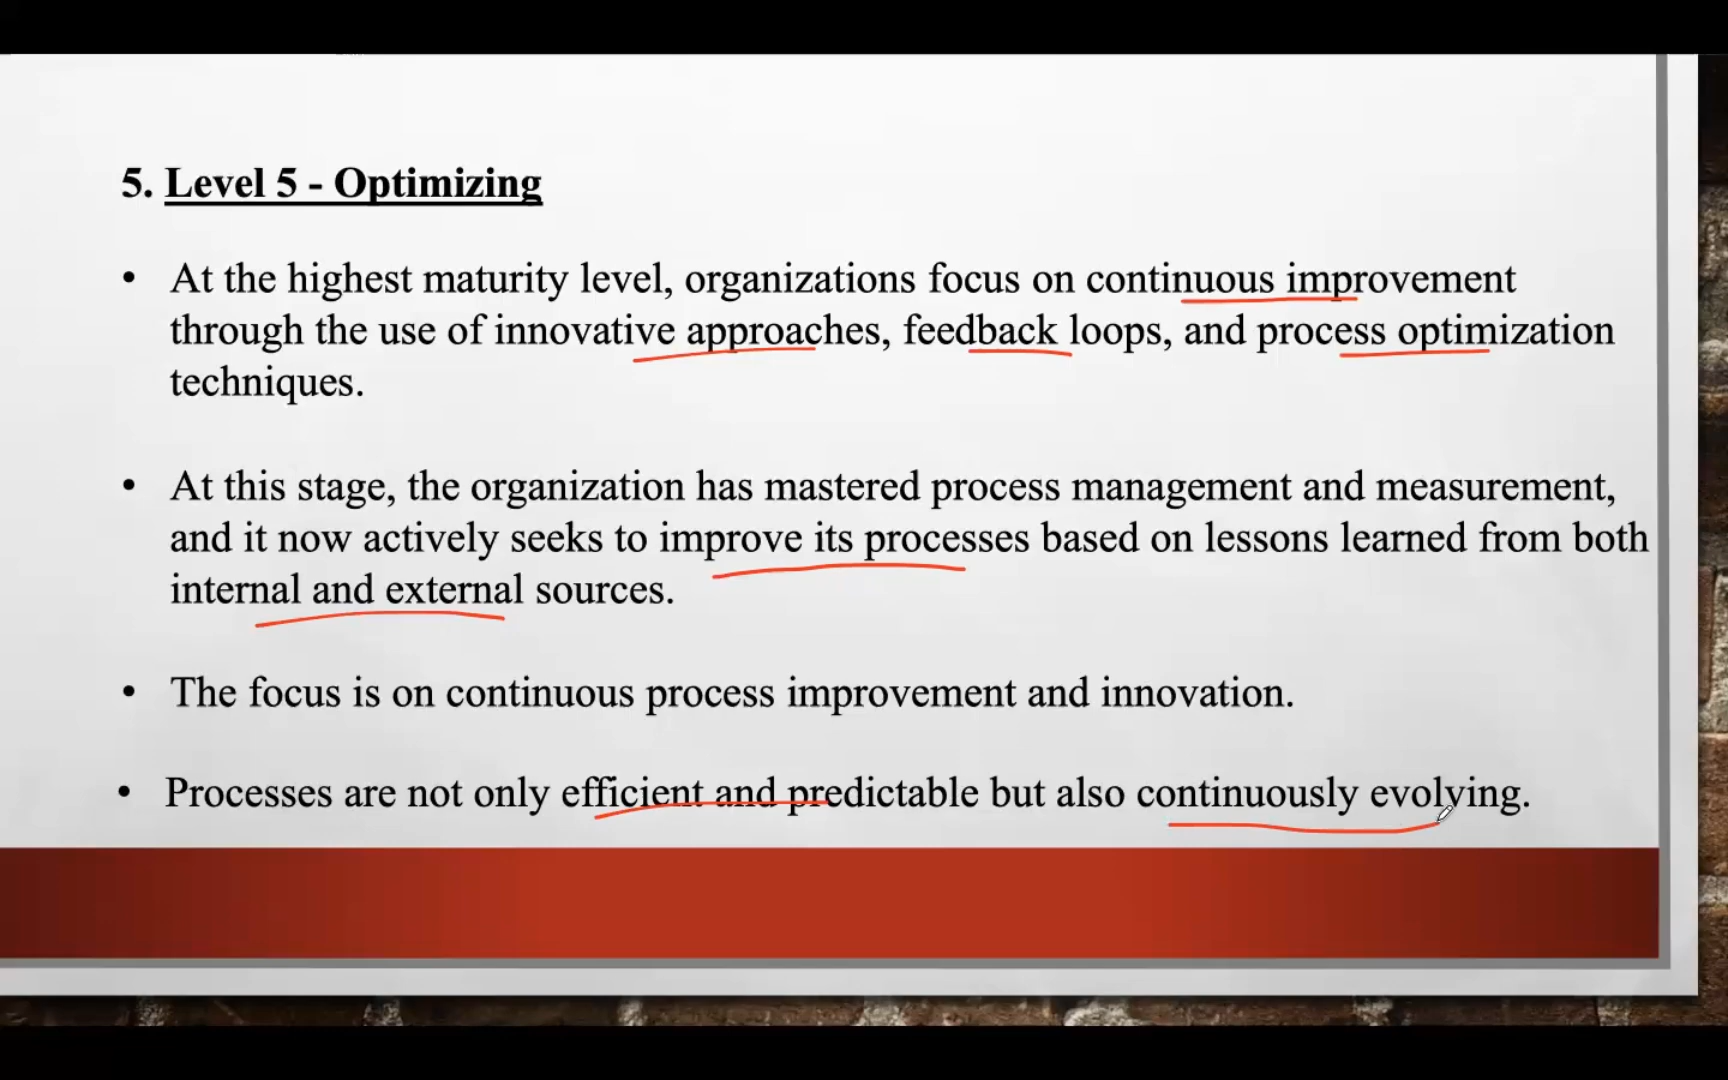 5. Level 5 - Optimizing
• At the highest maturity level, organizations focus on continuous improvement
through the use of innovative approaches, feedback loops, and process optimization
techniques.
• At this stage, the organization has mastered process management and measurement,
and it now actively seeks to improve its processes based on lessons learned from both
internal and external sources.
• The focus is on continuous process improvement and innovation.
• Processes are not only efficient and predictable but also continuously evolving.